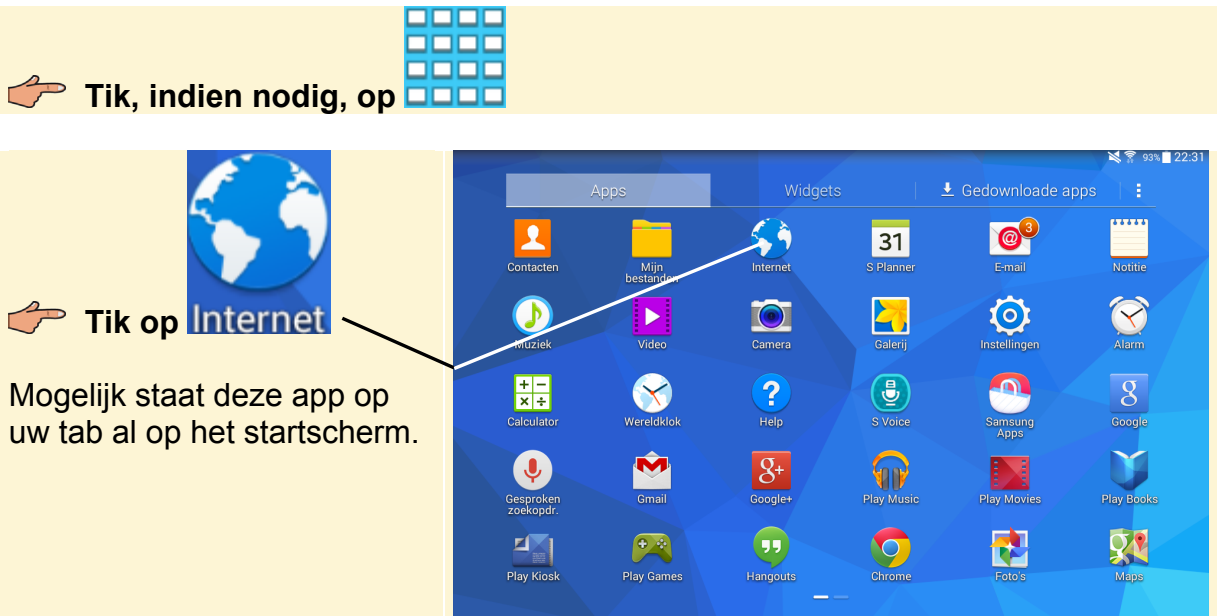 Tik, indien nodig, op
Tik op Internet
Mogelijk staat deze app op
uw tab al op het startscherm.
93% 22:31
Apps Widgets Gedownloade apps
31 @ 3
Contacten Mijn bestanden Internet S Planner E-mail Notitie
Muziek Video Camera Galerij Instellingen Alarm
+ − × ÷ ? 8
Calculator Wereldklok Help S Voice Samsung Apps Google
8+
Gesproken zoekopdr. Gmail Google+ Play Music Play Movies Play Books
Play Kiosk Play Games Hangouts Chrome Foto's Maps